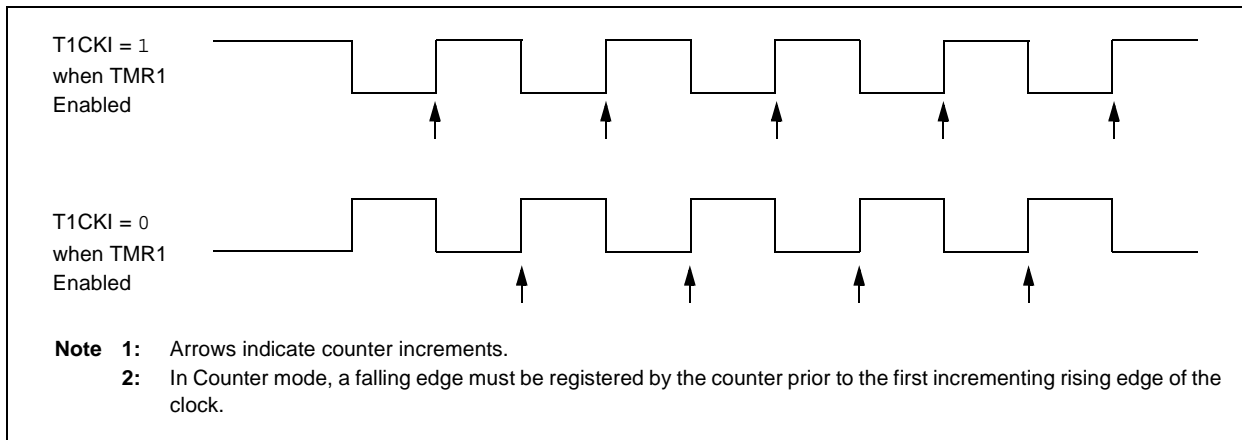 T1CKI = 1
when TMR1
Enabled
T1CKI = 0
when TMR1
Enabled
Note 1: Arrows indicate counter increments.
2: In Counter mode, a falling edge must be registered by the counter prior to the first incrementing rising edge of the
clock.